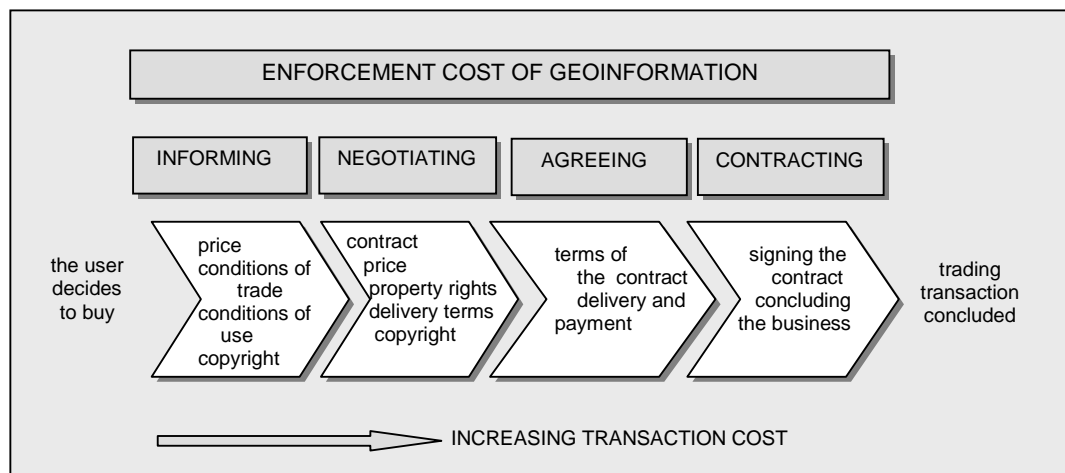 ENFORCEMENT COST OF GEOINFORMATION
INFORMING
NEGOTIATING
AGREEING
CONTRACTING
the user
decides
to buy
price
conditions of
trade
conditions of
use
copyright
contract
price
property rights
delivery terms
copyright
terms of
the contract
delivery and
payment
signing the
contract
concluding
the business
trading
transaction
concluded
INCREASING TRANSACTION COST